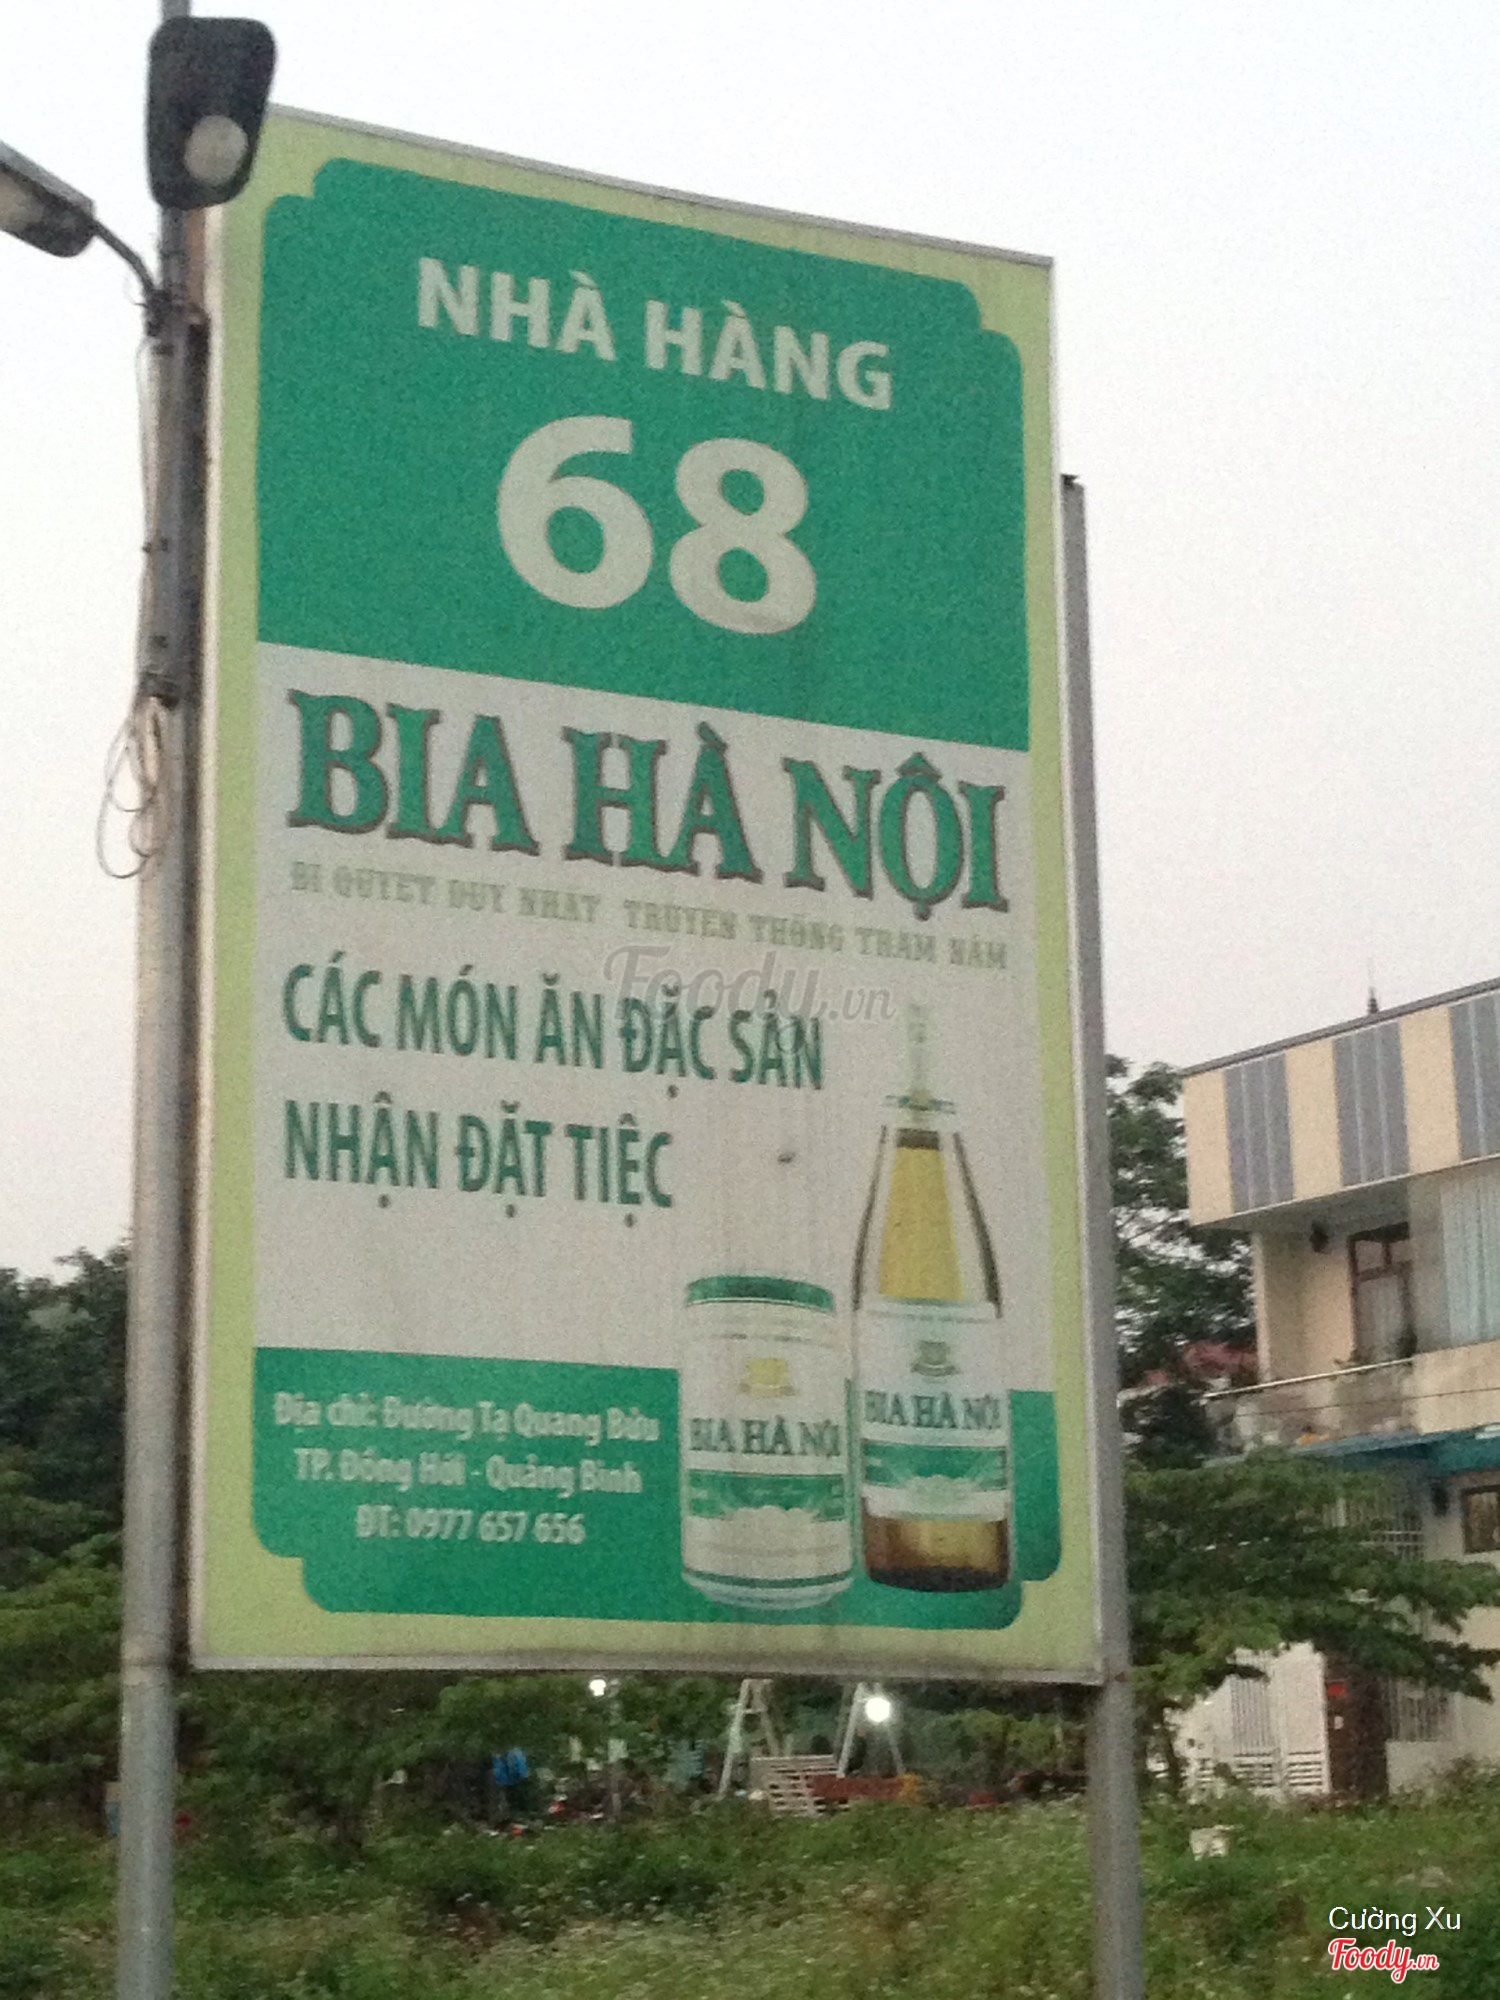 NHÀ HÀNG
68
BIA HÀ NỘI
BÍ QUYẾT DUY NHẤT TRUYỀN THỐNG TRĂM NĂM
Foody.vn
CÁC MÓN ĂN ĐẶC SẢN
NHẬN ĐẶT TIỆC
BIA HÀ NỘI
BIA HÀ NỘI
Địa chỉ: Đường Tạ Quang Bửu
TP. Đồng Hới - Quảng Bình
ĐT: 0977 657 656
Cường Xu
Foody.vn